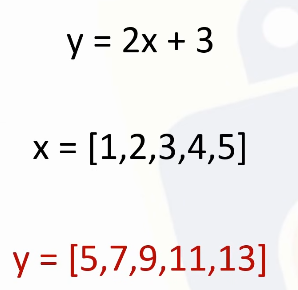 y = 2x + 3
x = [1,2,3,4,5]
y = [5,7,9,11,13]